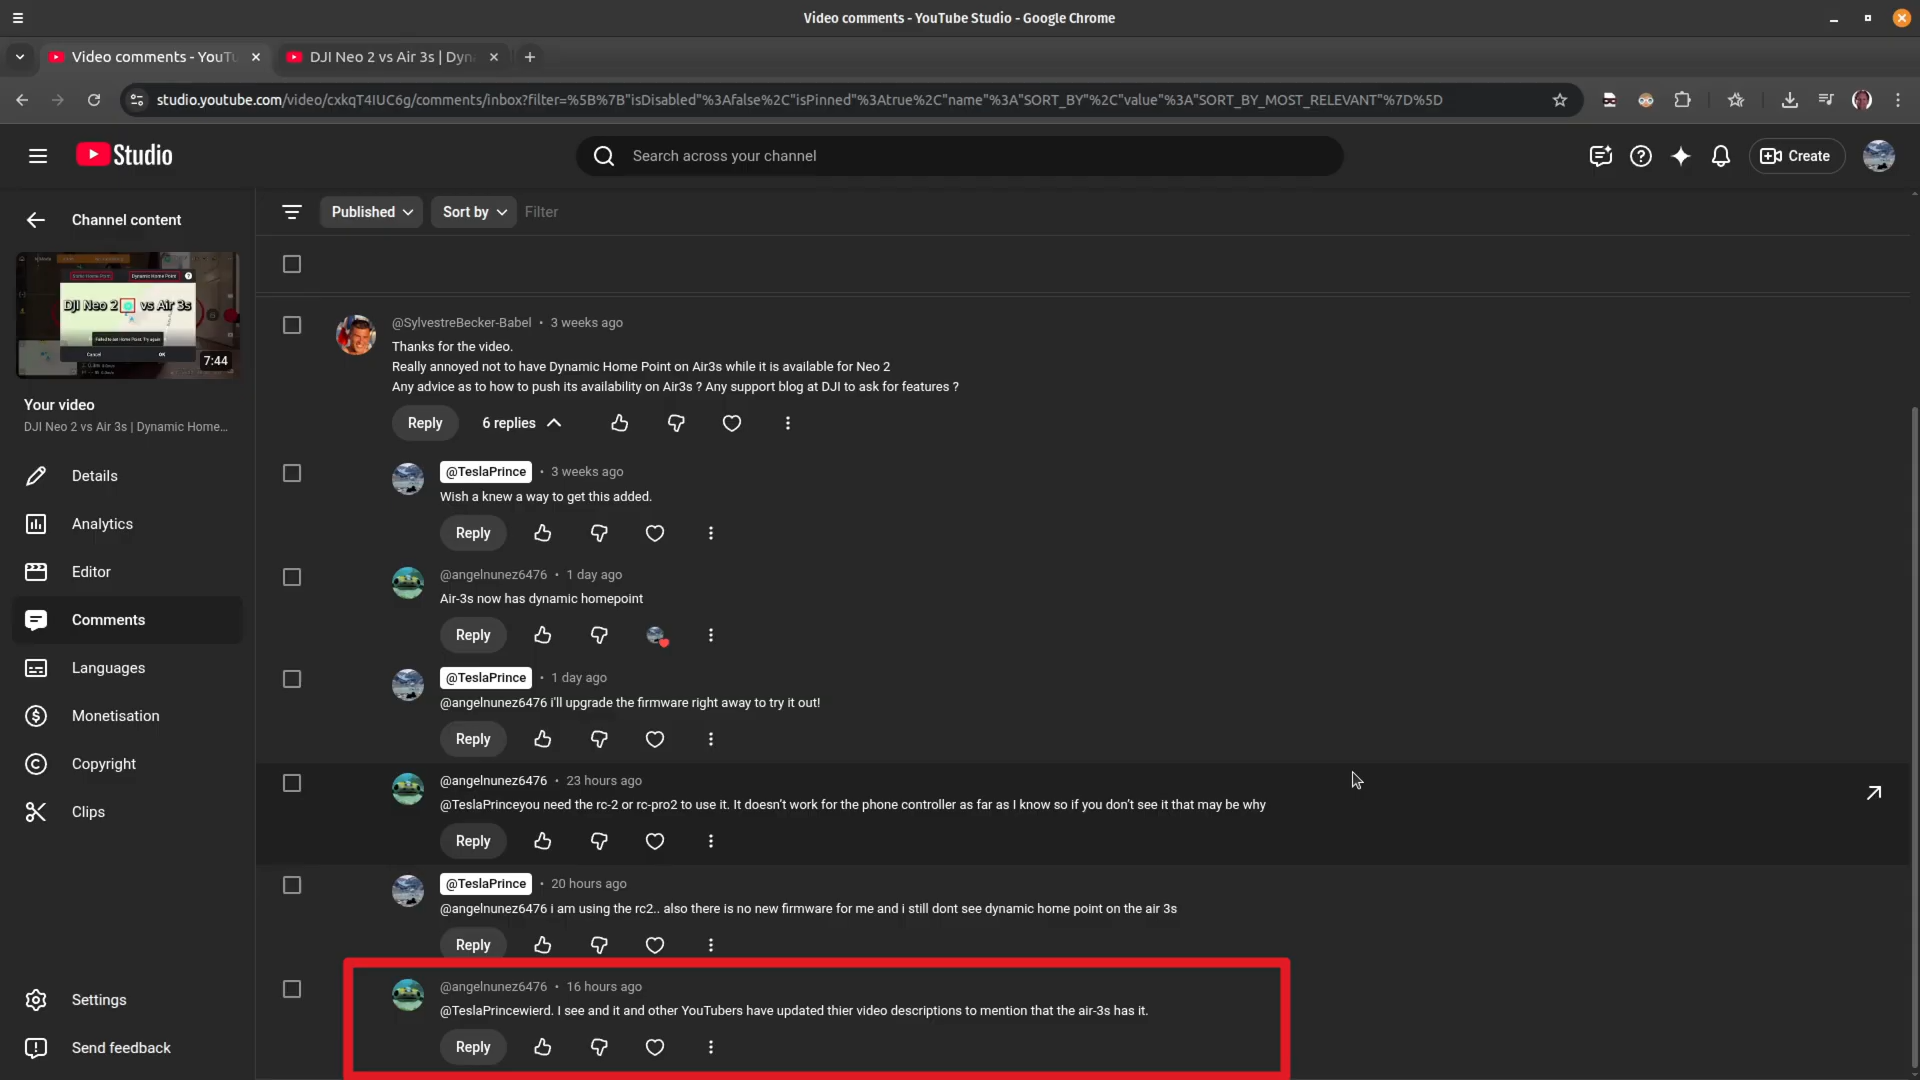 Video comments - YouTube Studio - Google Chrome
Video comments - YouTu
DJI Neo 2 vs Air 3s | Dyn
studio.youtube.com/video/cxkqT4IUC6g/comments/inbox?filter=%5B%7B"isDisabled"%3Afalse%2C"isPinned"%3Atrue%2C"name"%3A"SORT_BY"%2C"value"%3A"SORT_BY_MOST_RELEVANT"%7D%5D
Studio
Search across your channel
Create
Channel content
Published
Sort by
Filter
Dynamic Home Point
DJI Neo 2 vs Air 3s
Failed to set Home Point. Try again
Cancel
OK
7:44
Your video
DJI Neo 2 vs Air 3s | Dynamic Home...
Details
Analytics
Editor
Comments
Languages
Monetisation
Copyright
Clips
Settings
Send feedback
@SylvestreBecker-Babel • 3 weeks ago
Thanks for the video.
Really annoyed not to have Dynamic Home Point on Air3s while it is available for Neo 2
Any advice as to how to push its availability on Air3s ? Any support blog at DJI to ask for features ?
Reply
6 replies
@TeslaPrince • 3 weeks ago
Wish a knew a way to get this added.
Reply
@angelnunez6476 • 1 day ago
Air-3s now has dynamic homepoint
Reply
@TeslaPrince • 1 day ago
@angelnunez6476 i'll upgrade the firmware right away to try it out!
Reply
@angelnunez6476 • 23 hours ago
@TeslaPrinceyou need the rc-2 or rc-pro2 to use it. It doesn't work for the phone controller as far as I know so if you don't see it that may be why
Reply
@TeslaPrince • 20 hours ago
@angelnunez6476 i am using the rc2.. also there is no new firmware for me and i still dont see dynamic home point on the air 3s
Reply
@angelnunez6476 • 16 hours ago
@TeslaPrincewierd. I see and it and other YouTubers have updated thier video descriptions to mention that the air-3s has it.
Reply